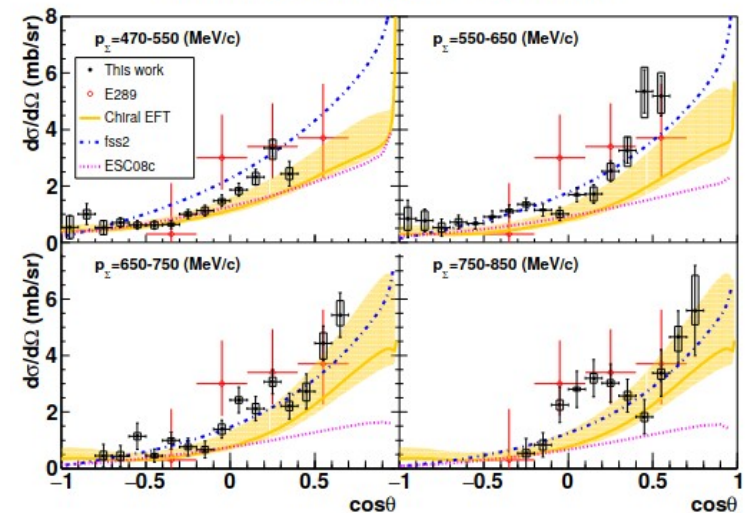 8
6
4
2
0
dσ/dΩ (mb/sr)
p_Σ=470-550 (MeV/c)
This work
E289
Chiral EFT
fss2
ESC08c
p_Σ=550-650 (MeV/c)
6
4
2
0
dσ/dΩ (mb/sr)
p_Σ=650-750 (MeV/c)
p_Σ=750-850 (MeV/c)
−1 −0.5 0 0.5 −1 −0.5 0 0.5 1
cosθ cosθ